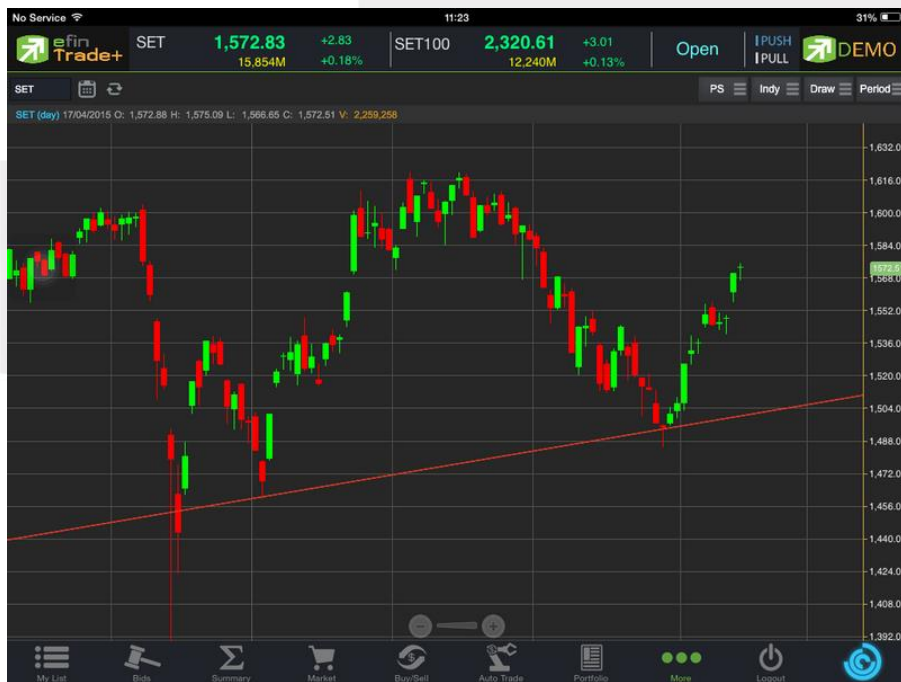 No Service 11:23 31%
efin Trade+ SET 1,572.83 +2.83 SET100 2,320.61 +3.01 Open PUSH DEMO
15,854M +0.18% 12,240M +0.13% PULL
SET PS Indy Draw Period
SET (day) 17/04/2015 O: 1,572.88 H: 1,575.09 L: 1,566.65 C: 1,572.51 V: 2,259,258
1,632.0
1,616.0
1,600.0
1,584.0
1572.5
1,568.0
1,552.0
1,536.0
1,520.0
1,504.0
1,488.0
1,472.0
1,456.0
1,440.0
1,424.0
1,408.0
1,392.0
My List Bids Summary Market Buy/Sell Auto Trade Portfolio More Logout